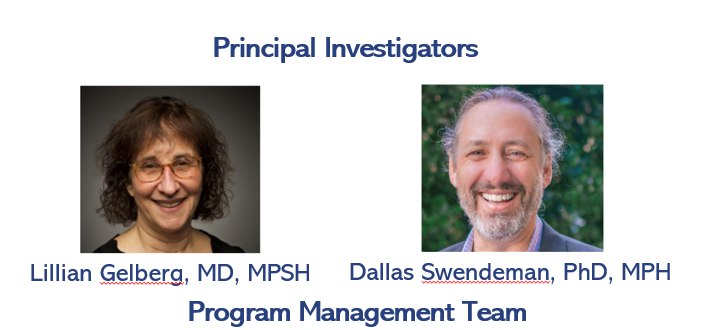 Principal Investigators
Lillian Gelberg, MD, MPSH
Dallas Swendeman, PhD, MPH
Program Management Team